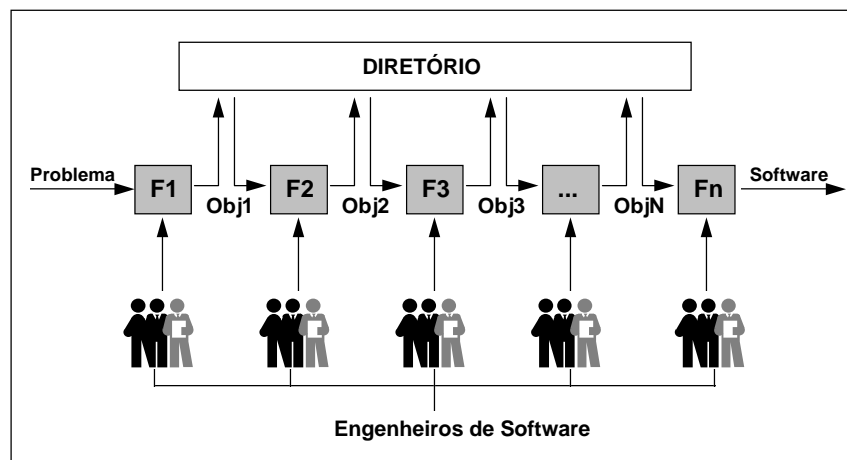 DIRETÓRIO
Problema
F1
F2
F3
...
Fn
Software
Obj1
Obj2
Obj3
ObjN
Engenheiros de Software